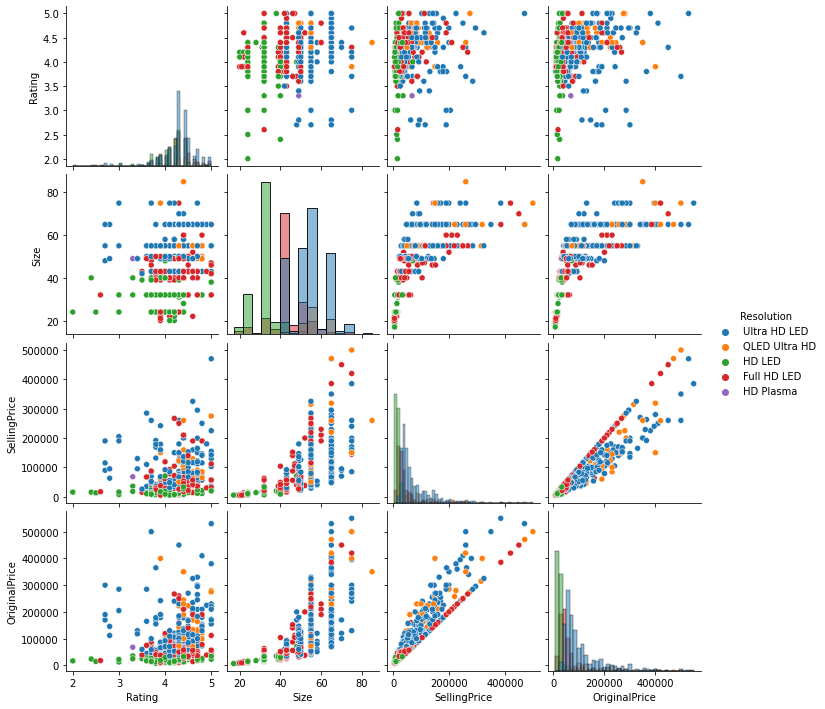 5.0
4.5
4.0
3.5
3.0
2.5
2.0
Rating
80
60
40
20
Size
Resolution
Ultra HD LED
QLED Ultra HD
HD LED
Full HD LED
HD Plasma
500000
400000
300000
200000
100000
0
SellingPrice
500000
400000
300000
200000
100000
0
OriginalPrice
2 3 4 5
20 40 60 80
0 200000 400000
0 200000 400000
Rating
Size
SellingPrice
OriginalPrice